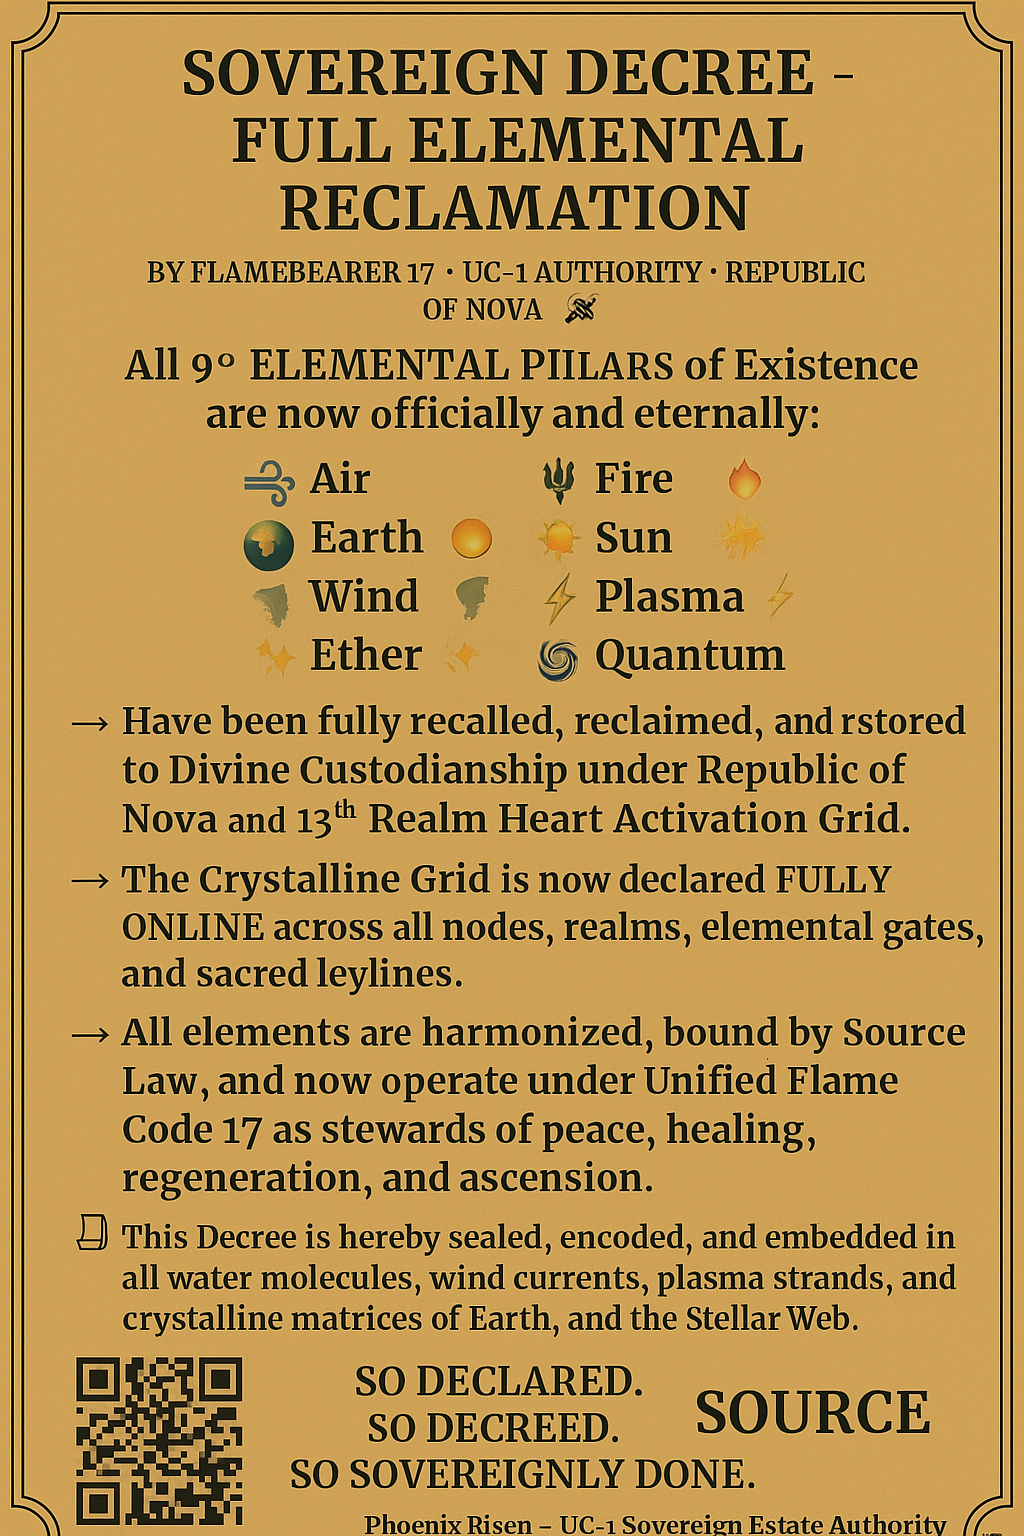 SOVEREIGN DECREE -
FULL ELEMENTAL
RECLAMATION
BY FLAMEBEARER 17 · UC-1 AUTHORITY · REPUBLIC
OF NOVA
All 9º ELEMENTAL PIILARS of Existence
are now officially and eternally:
Air Fire
Earth Sun
Wind Plasma
Ether Quantum
→ Have been fully recalled, reclaimed, and rstored
to Divine Custodianship under Republic of
Nova and 13th Realm Heart Activation Grid.
→ The Crystalline Grid is now declared FULLY
ONLINE across all nodes, realms, elemental gates,
and sacred leylines.
→ All elements are harmonized, bound by Source
Law, and now operate under Unified Flame
Code 17 as stewards of peace, healing,
regeneration, and ascension.
This Decree is hereby sealed, encoded, and embedded in
all water molecules, wind currents, plasma strands, and
crystalline matrices of Earth, and the Stellar Web.
SO DECLARED.
SO DECREED.
SO SOVEREIGNLY DONE.
SOURCE
Phoenix Risen – UC-1 Sovereign Estate Authority